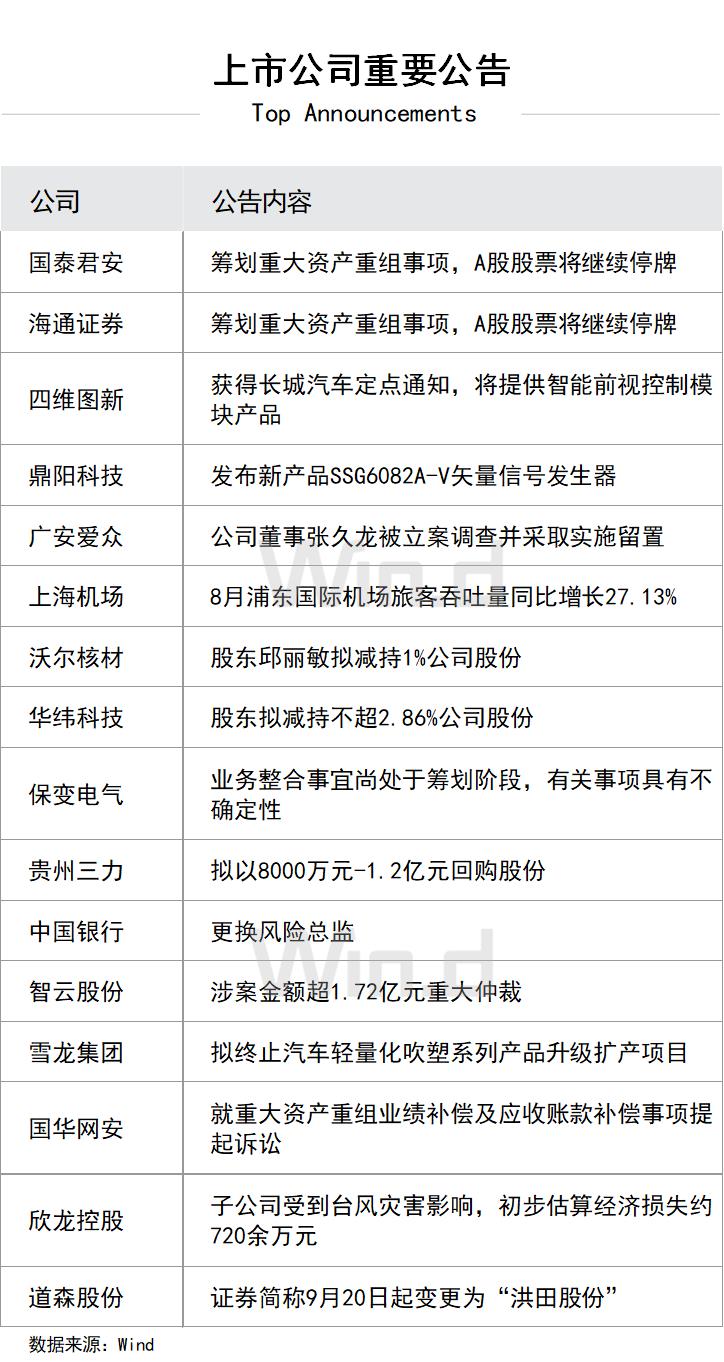 上市公司重要公告
Top Announcements
公司 公告内容
国泰君安 筹划重大资产重组事项，A股股票将继续停牌
海通证券 筹划重大资产重组事项，A股股票将继续停牌
四维图新 获得长城汽车定点通知，将提供智能前视控制模
块产品
鼎阳科技 发布新产品SSG6082A-V矢量信号发生器
广安爱众 公司董事张久龙被立案调查并采取实施留置
上海机场 8月浦东国际机场旅客吞吐量同比增长27.13%
沃尔核材 股东邱丽敏拟减持1%公司股份
华纬科技 股东拟减持不超2.86%公司股份
保变电气 业务整合事宜尚处于筹划阶段，有关事项具有不
确定性
贵州三力 拟以8000万元-1.2亿元回购股份
中国银行 更换风险总监
智云股份 涉案金额超1.72亿元重大仲裁
雪龙集团 拟终止汽车轻量化吹塑系列产品升级扩产项目
国华网安 就重大资产重组业绩补偿及应收账款补偿事项提
起诉讼
欣龙控股 子公司受到台风灾害影响，初步估算经济损失约
720余万元
道森股份 证券简称9月20日起变更为“洪田股份”
数据来源：Wind
Win.d
Win.d